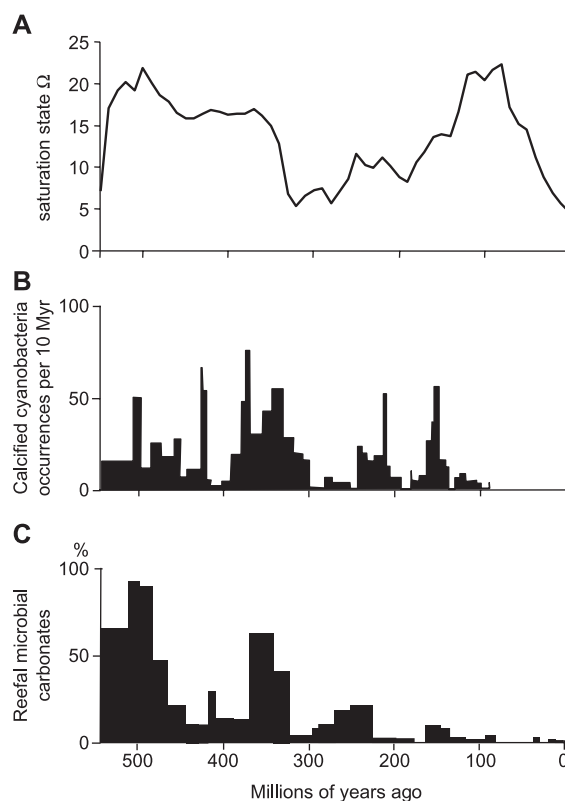 A
25
20
15
10
5
0
saturation state Ω
B
100
50
0
Calcified cyanobacteria
occurrences per 10 Myr
C
%
100
50
0
Reefal microbial
carbonates
500 400 300 200 100 0
Millions of years ago